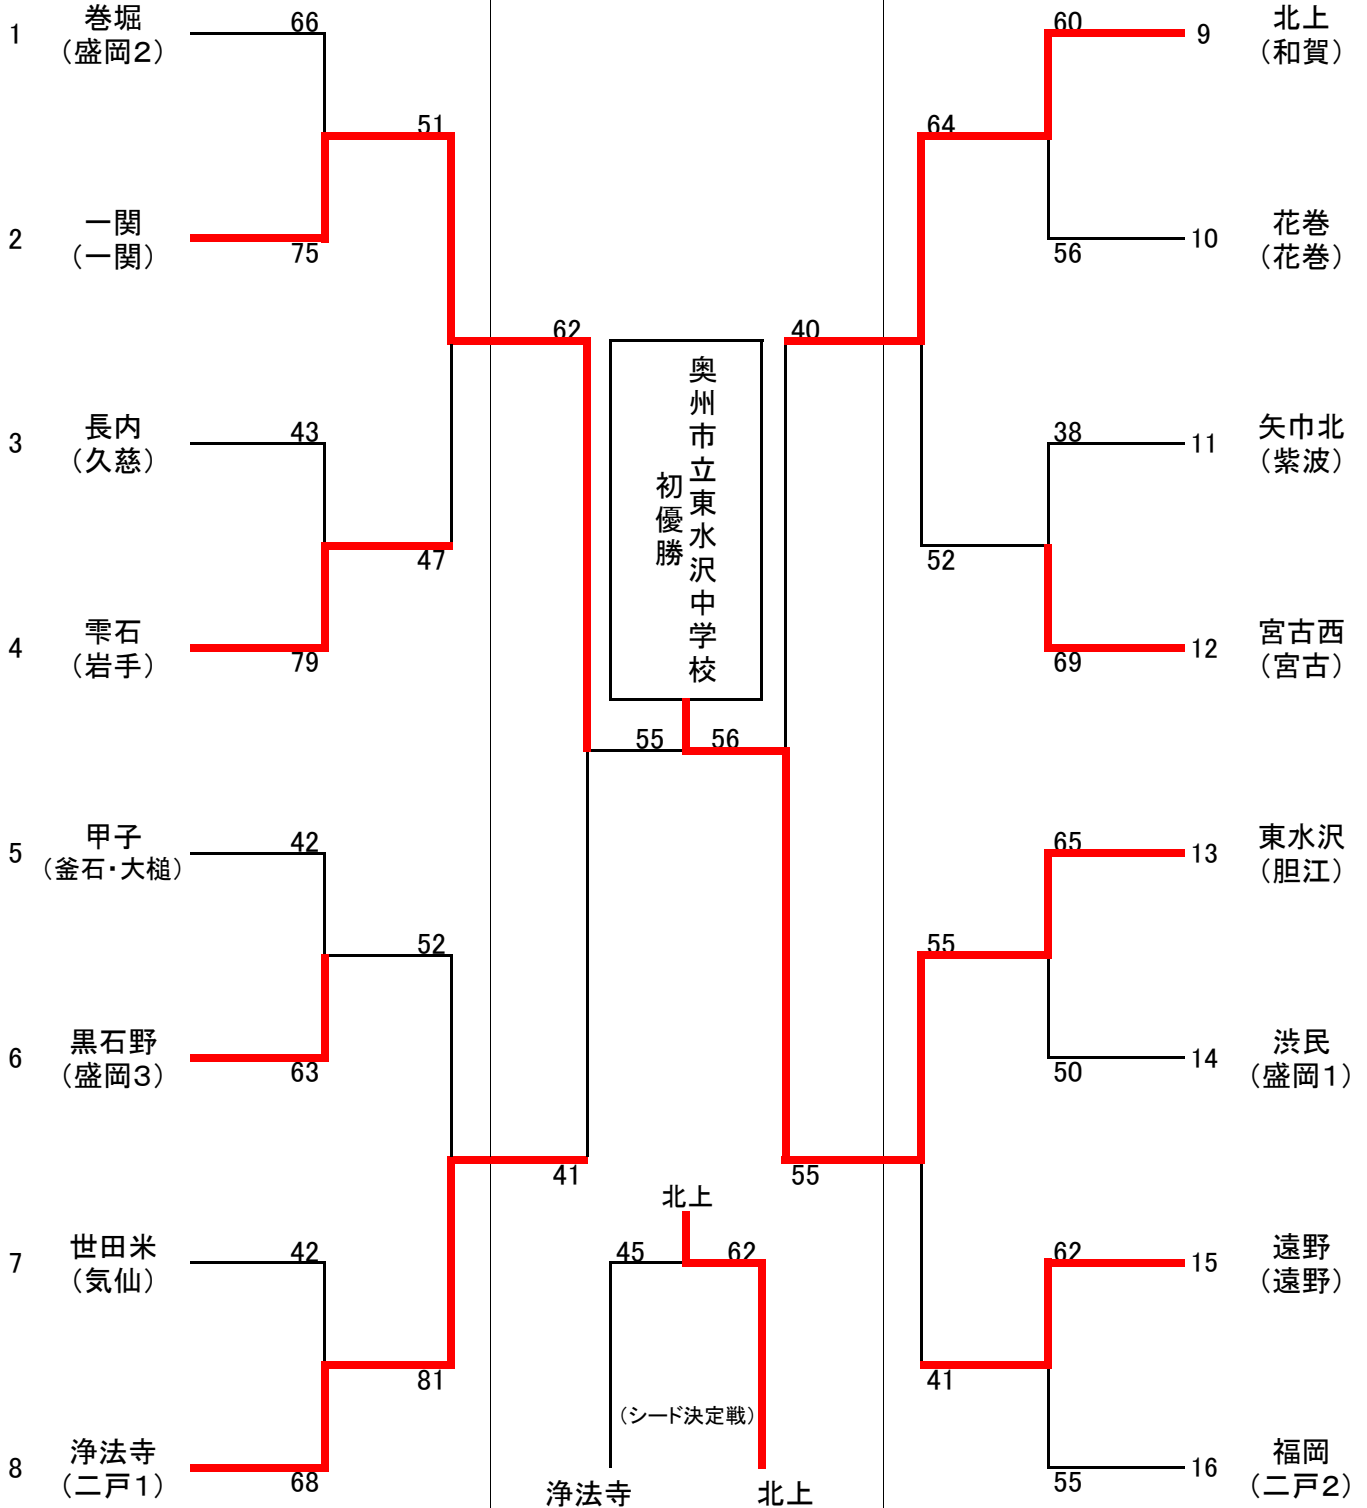 1
巻堀
（盛岡２）
66
51
2
一関
（一関）
75
62
3
長内
（久慈）
43
47
4
雫石
（岩手）
79
5
甲子
（釜石・大槌）
42
52
6
黒石野
（盛岡３）
63
41
7
世田米
（気仙）
42
81
8
浄法寺
（二戸１）
68
奥州市立東水沢中学校
初優勝
55
56
北上
45
62
（シード決定戦）
浄法寺
北上
60
9
北上
（和賀）
64
56
10
花巻
（花巻）
40
38
11
矢巾北
（紫波）
52
69
12
宮古西
（宮古）
65
13
東水沢
（胆江）
55
50
14
渋民
（盛岡１）
55
62
15
遠野
（遠野）
41
55
16
福岡
（二戸２）